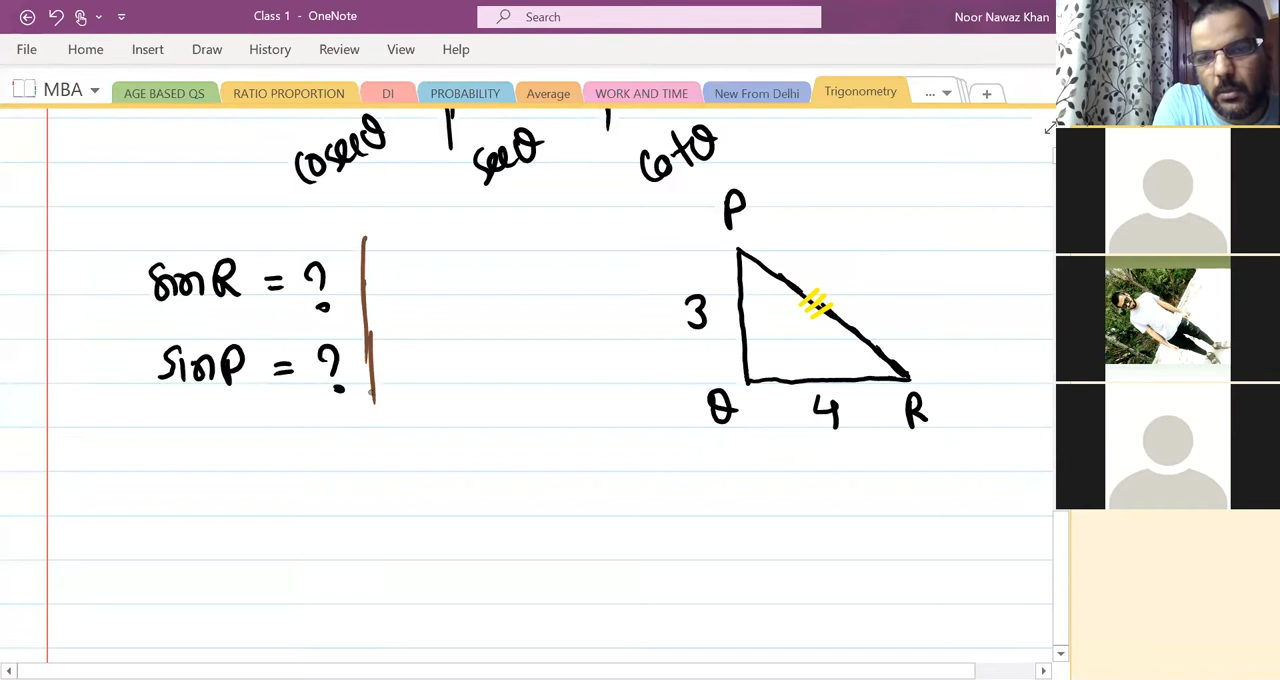 Class 1 - OneNote
Search
Noor Nawaz Khan
File Home Insert Draw History Review View Help
MBA AGE BASED QS RATIO PROPORTION DI PROBABILITY Average WORK AND TIME New From Delhi Trigonometry ... +
cosecθ secθ cotθ
P
sinR = ?
3
sinP = ?
Q 4 R